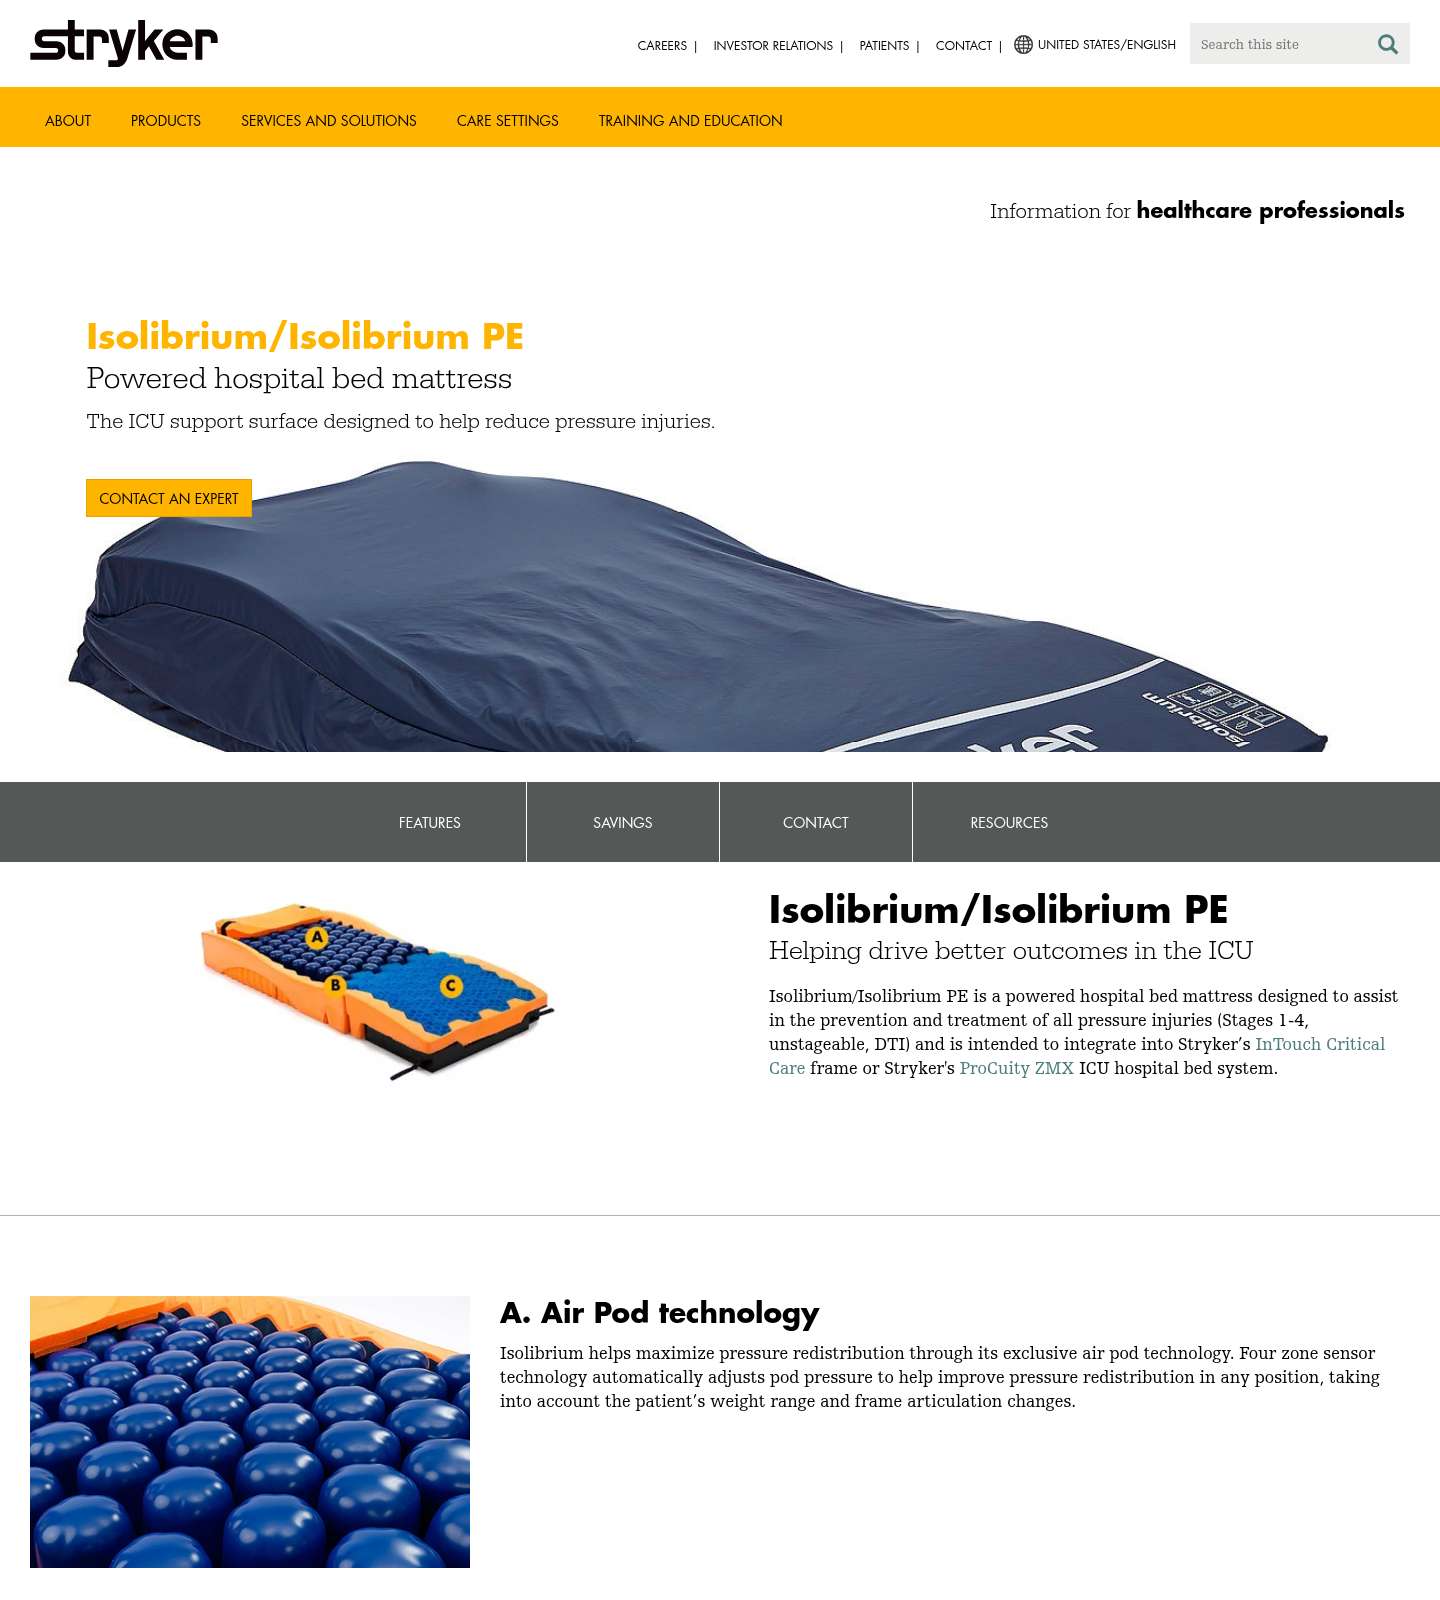 stryker
CAREERS |
INVESTOR RELATIONS |
PATIENTS |
CONTACT |
UNITED STATES/ENGLISH
Search this site
ABOUT
PRODUCTS
SERVICES AND SOLUTIONS
CARE SETTINGS
TRAINING AND EDUCATION
Information for healthcare professionals
Isolibrium/Isolibrium PE
Powered hospital bed mattress
The ICU support surface designed to help reduce pressure injuries.
CONTACT AN EXPERT
Isolibrium
FEATURES
SAVINGS
CONTACT
RESOURCES
A
B
C
Isolibrium/Isolibrium PE
Helping drive better outcomes in the ICU
Isolibrium/Isolibrium PE is a powered hospital bed mattress designed to assist
in the prevention and treatment of all pressure injuries (Stages 1-4,
unstageable, DTI) and is intended to integrate into Stryker’s InTouch Critical
Care frame or Stryker's ProCuity ZMX ICU hospital bed system.
A. Air Pod technology
Isolibrium helps maximize pressure redistribution through its exclusive air pod technology. Four zone sensor
technology automatically adjusts pod pressure to help improve pressure redistribution in any position, taking
into account the patient’s weight range and frame articulation changes.